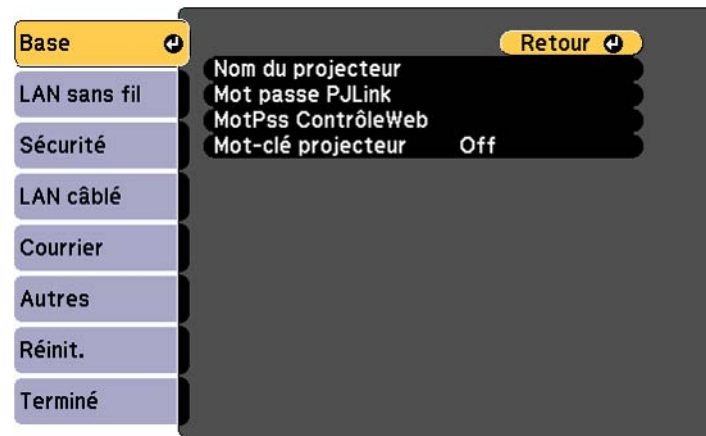 Base
LAN sans fil
Sécurité
LAN câblé
Courrier
Autres
Réinit.
Terminé
Retour
Nom du projecteur
Mot passe PJLink
MotPss ContrôleWeb
Mot-clé projecteur Off